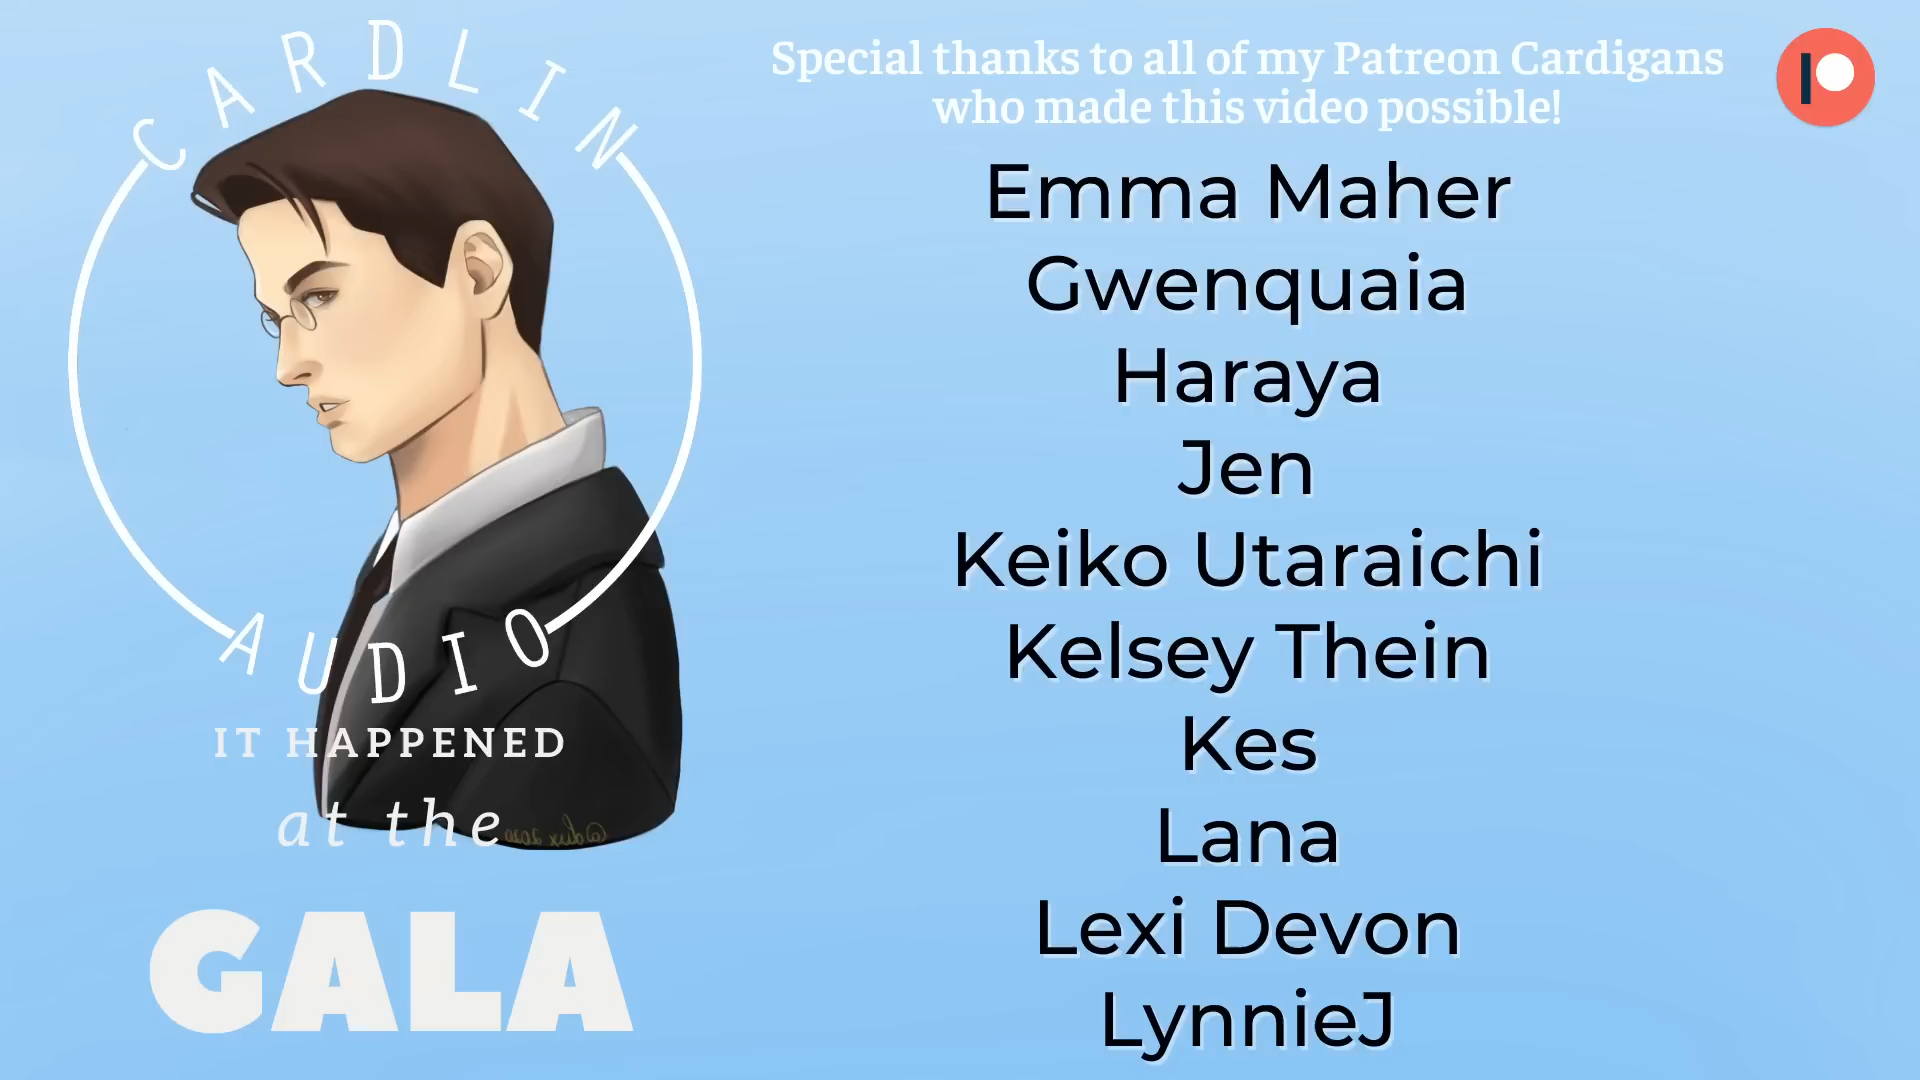 CARDLIN
AUDIO
IT HAPPENED
at the
GALA
Special thanks to all of my Patreon Cardigans
who made this video possible!
Emma Maher
Gwenquaia
Haraya
Jen
Keiko Utaraichi
Kelsey Thein
Kes
Lana
Lexi Devon
LynnieJ